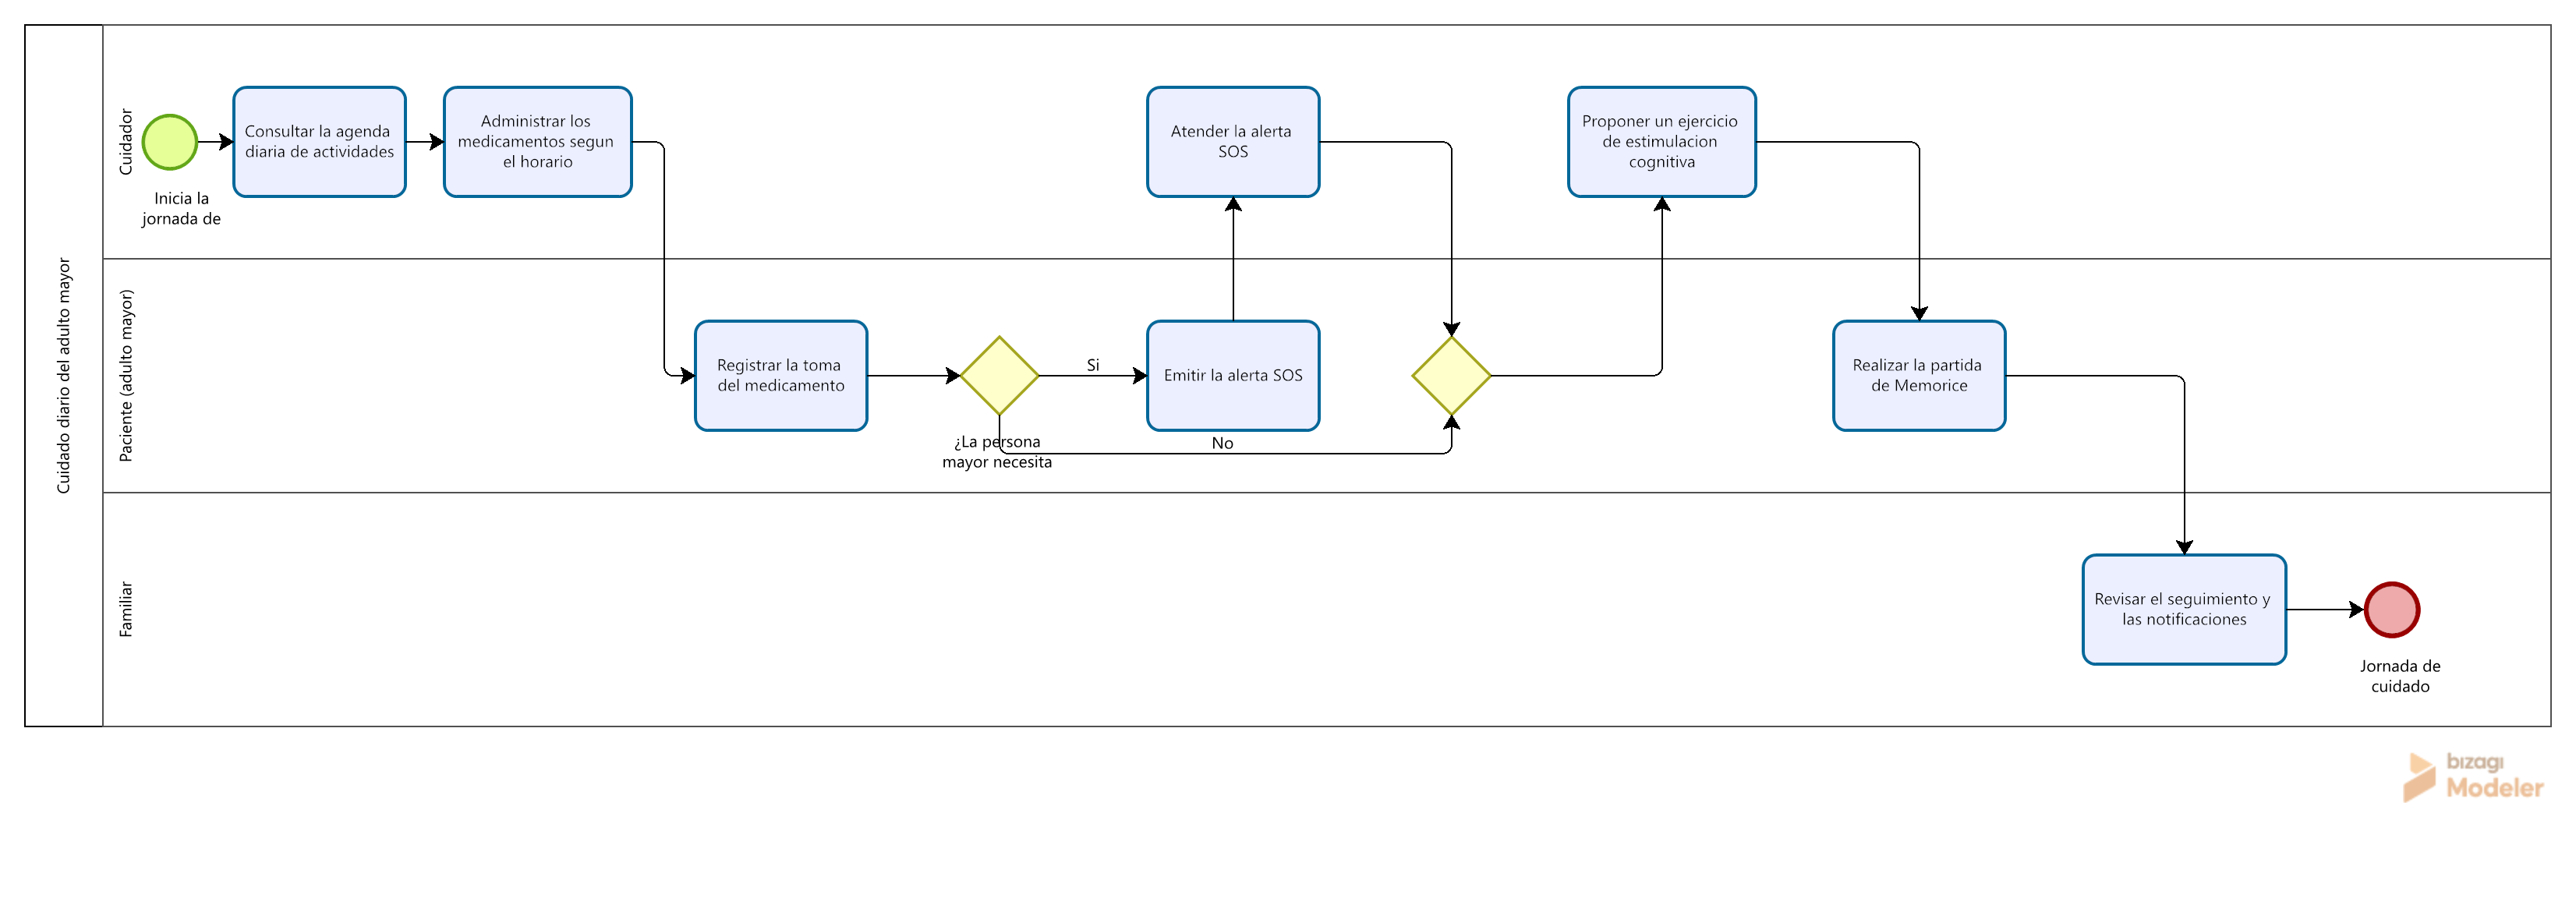 Cuidado diario del adulto mayor
Cuidador
Inicia la
jornada de
Consultar la agenda
diaria de actividades
Administrar los
medicamentos segun
el horario
Atender la alerta
SOS
Proponer un ejercicio
de estimulacion
cognitiva
Paciente (adulto mayor)
Registrar la toma
del medicamento
¿La persona
mayor necesita
Si
No
Emitir la alerta SOS
Realizar la partida
de Memorice
Familiar
Revisar el seguimiento y
las notificaciones
Jornada de
cuidado
bizagi
Modeler